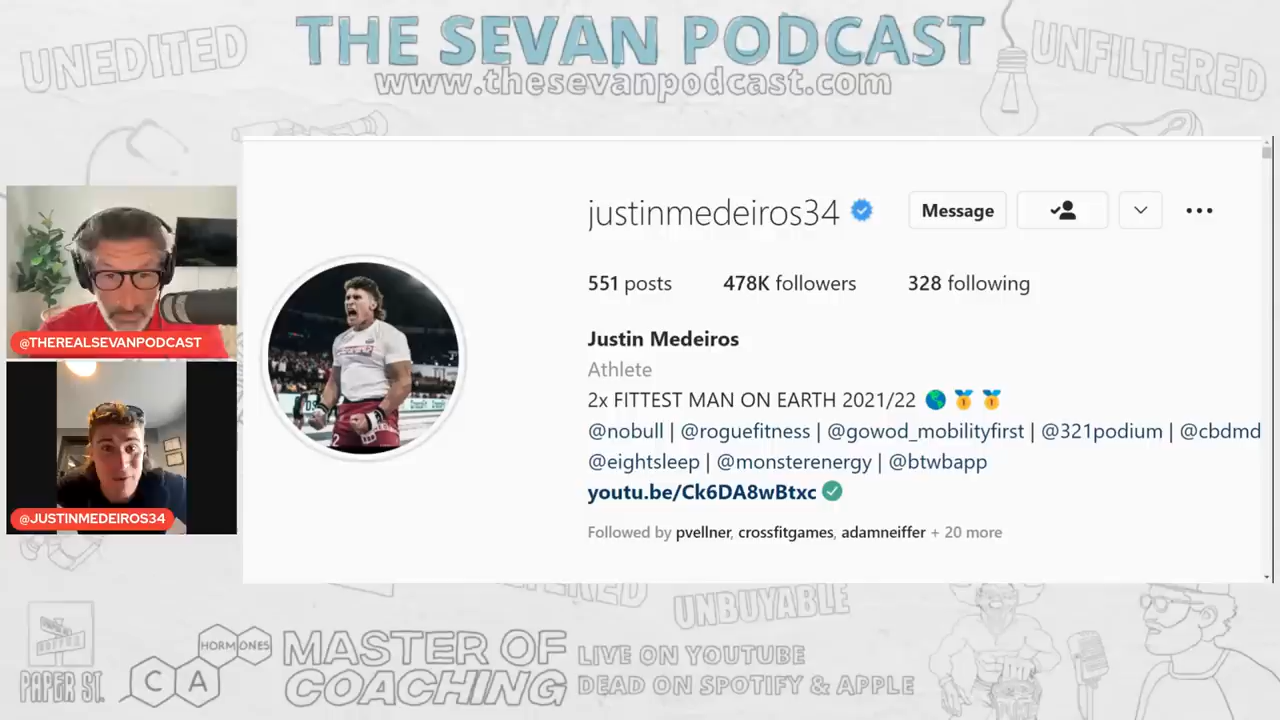 UNEDITED
THE SEVAN PODCAST
www.thesevanpodcast.com
UNFILTERED
justinmedeiros34
Message
551 posts 478K followers 328 following
Justin Medeiros
Athlete
2x FITTEST MAN ON EARTH 2021/22 🌎 🥇 🥇
@nobull | @roguefitness | @gowod_mobilityfirst | @321podium | @cbdmd
@eightsleep | @monsterenergy | @btwbapp
youtu.be/Ck6DA8wBtxc
Followed by pvellner, crossfitgames, adamneiffer + 20 more
@THEREALSEVANPODCAST
@JUSTINMEDEIROS34
UNBUYABLE
PAPER ST.
HORMONES
CA
MASTER OF
COACHING
LIVE ON YOUTUBE
DEAD ON SPOTIFY & APPLE